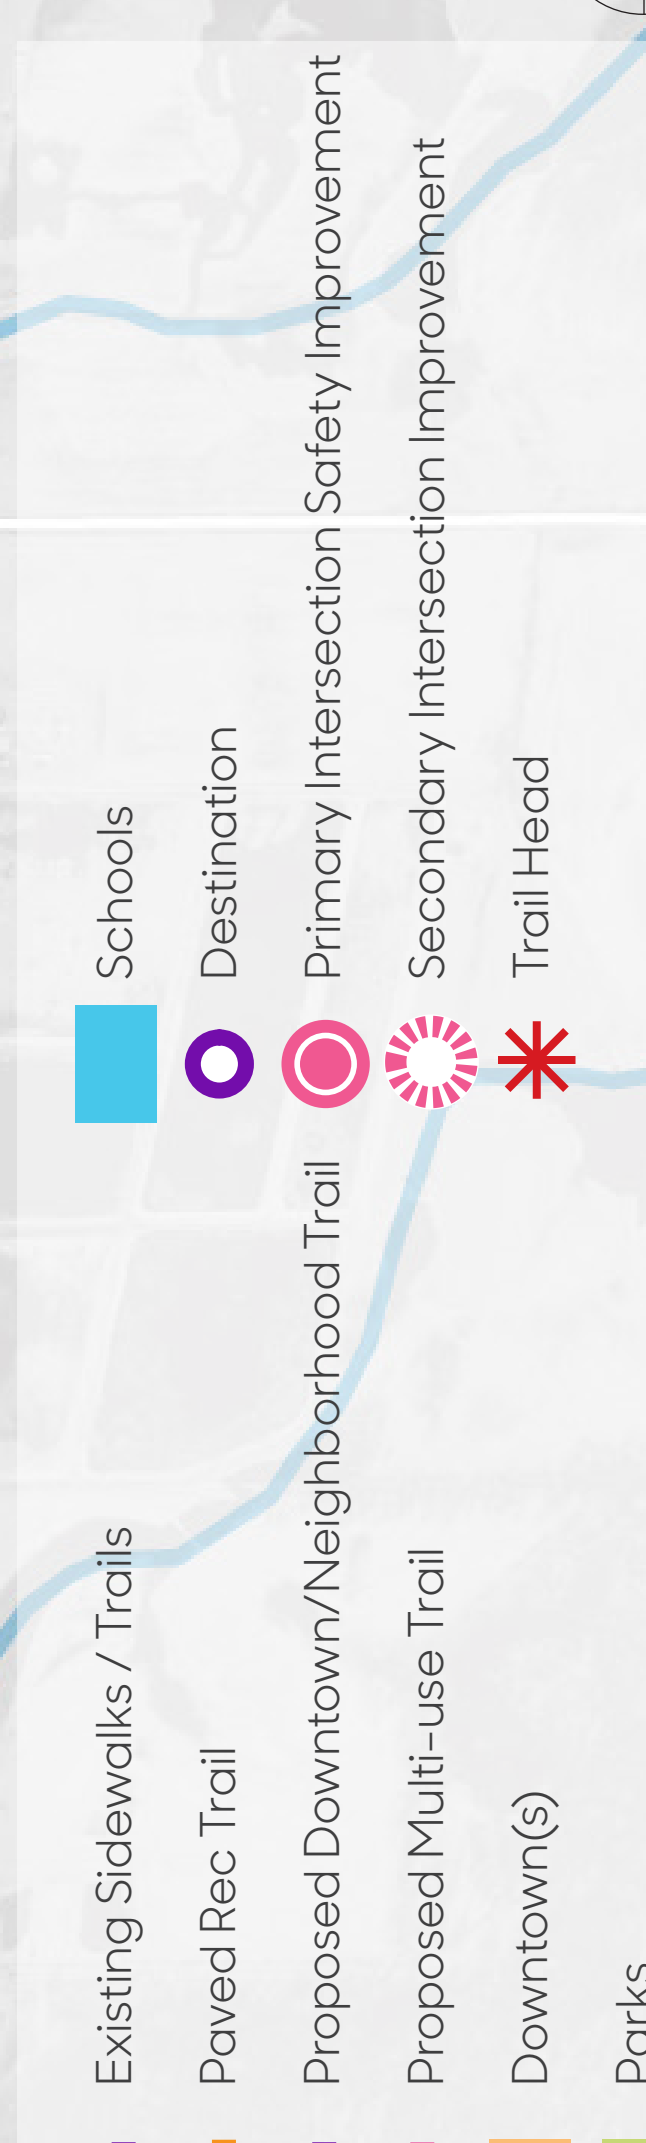 Existing Sidewalks / Trails
Paved Rec Trail
Proposed Downtown/Neighborhood Trail
Proposed Multi-use Trail
Downtown(s)
Parks
Schools
Destination
Primary Intersection Safety Improvement
Secondary Intersection Improvement
Trail Head